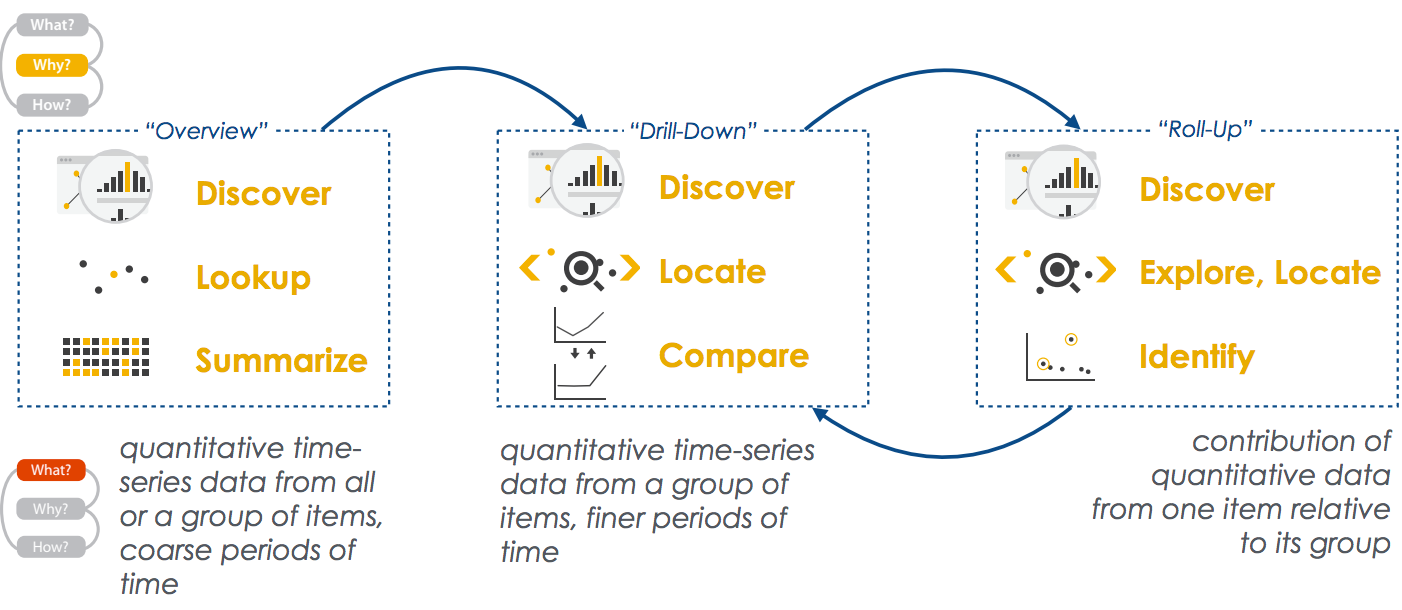 What?
Why?
How?
“Overview”
Discover
Lookup
Summarize
“Drill-Down”
Discover
Locate
Compare
“Roll-Up”
Discover
Explore, Locate
Identify
What?
Why?
How?
quantitative time-
series data from all
or a group of items,
coarse periods of
time
quantitative time-series
data from a group of
items, finer periods of
time
contribution of
quantitative data
from one item relative
to its group